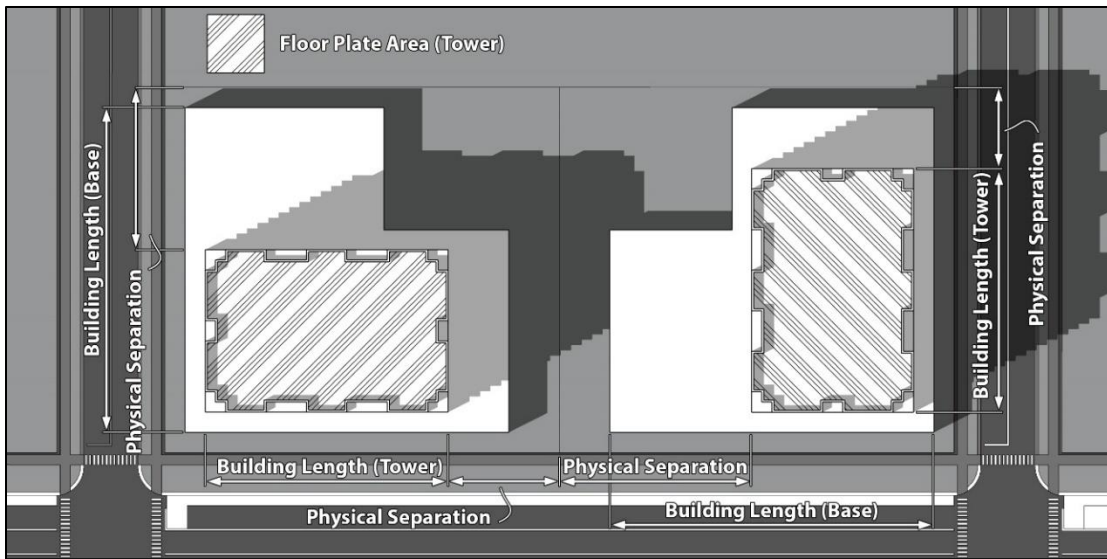 Floor Plate Area (Tower)
Building Length (Base)
Physical Separation
Building Length (Tower)
Physical Separation
Physical Separation
Building Length (Base)
Building Length (Tower)
Physical Separation